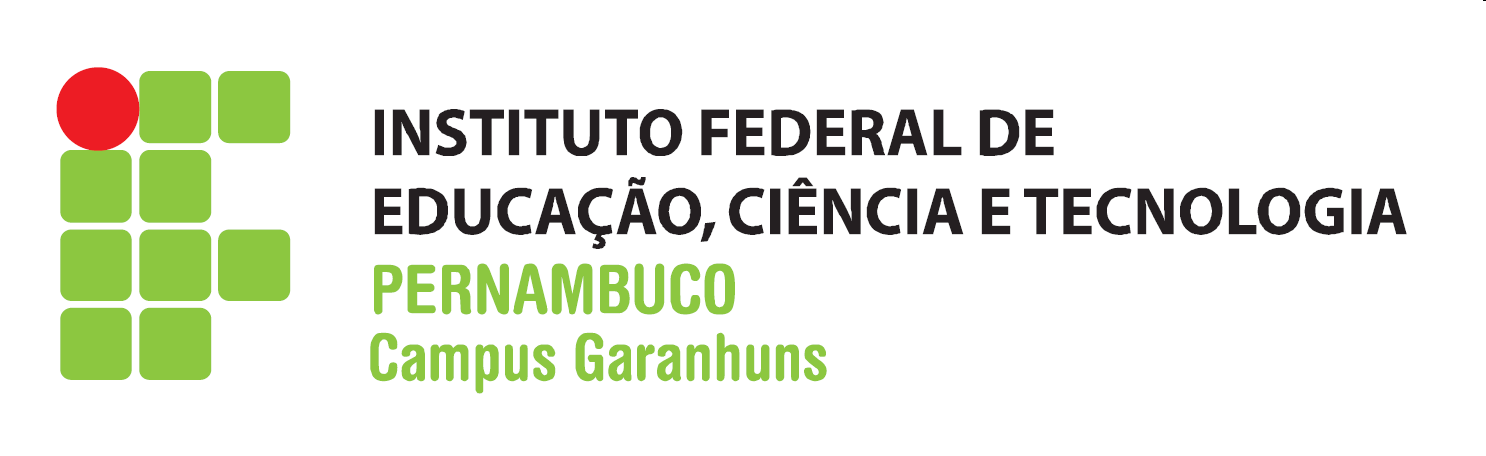 INSTITUTO FEDERAL DE
EDUCAÇÃO, CIÊNCIA E TECNOLOGIA
PERNAMBUCO
Campus Garanhuns